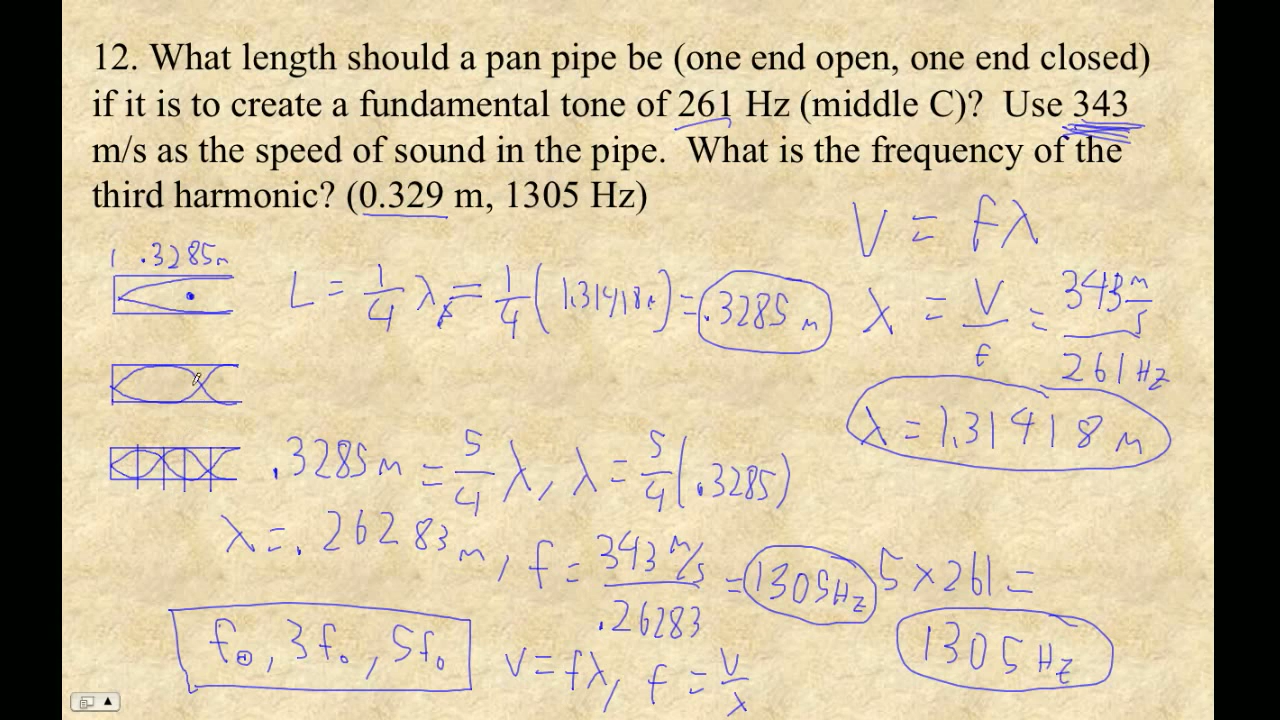 12. What length should a pan pipe be (one end open, one end closed)
if it is to create a fundamental tone of 261 Hz (middle C)?  Use 343
m/s as the speed of sound in the pipe.  What is the frequency of the
third harmonic? (0.329 m, 1305 Hz)
V = fλ
.3285m
L = 1/4 λ = 1/4 (1.31418m) = .3285 m
λ = V/f = 343 m/s / 261 Hz
λ = 1.31418 m
.3285m = 5/4 λ, λ = 5/4 (.3285)
λ = .26283 m, f = 343 m/s / .26283 = 1305 Hz
5 × 261 =
1305 Hz
f₀, 3f₀, 5f₀
v = fλ, f = v/λ